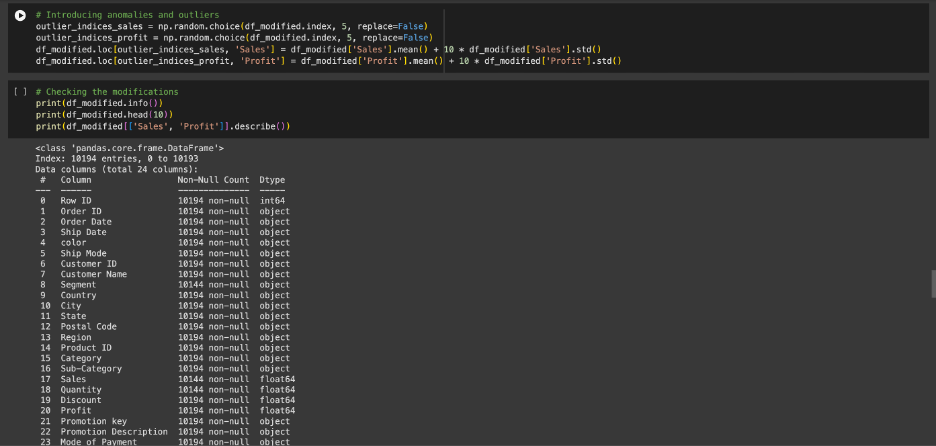 # Introducing anomalies and outliers
outlier_indices_sales = np.random.choice(df_modified.index, 5, replace=False)
outlier_indices_profit = np.random.choice(df_modified.index, 5, replace=False)
df_modified.loc[outlier_indices_sales, 'Sales'] = df_modified['Sales'].mean() + 10 * df_modified['Sales'].std()
df_modified.loc[outlier_indices_profit, 'Profit'] = df_modified['Profit'].mean() + 10 * df_modified['Profit'].std()
[ ] # Checking the modifications
print(df_modified.info())
print(df_modified.head(10))
print(df_modified[['Sales', 'Profit']].describe())
<class 'pandas.core.frame.DataFrame'>
Index: 10194 entries, 0 to 10193
Data columns (total 24 columns):
# Column Non-Null Count Dtype
--- ------ -------------- -----
0 Row ID 10194 non-null int64
1 Order ID 10194 non-null object
2 Order Date 10194 non-null object
3 Ship Date 10194 non-null object
4 color 10194 non-null object
5 Ship Mode 10194 non-null object
6 Customer ID 10194 non-null object
7 Customer Name 10194 non-null object
8 Segment 10144 non-null object
9 Country 10194 non-null object
10 City 10194 non-null object
11 State 10194 non-null object
12 Postal Code 10194 non-null object
13 Region 10194 non-null object
14 Product ID 10194 non-null object
15 Category 10194 non-null object
16 Sub-Category 10194 non-null object
17 Sales 10144 non-null float64
18 Quantity 10144 non-null float64
19 Discount 10194 non-null float64
20 Profit 10194 non-null float64
21 Promotion key 10194 non-null object
22 Promotion Description 10194 non-null object
23 Mode of Payment 10194 non-null object